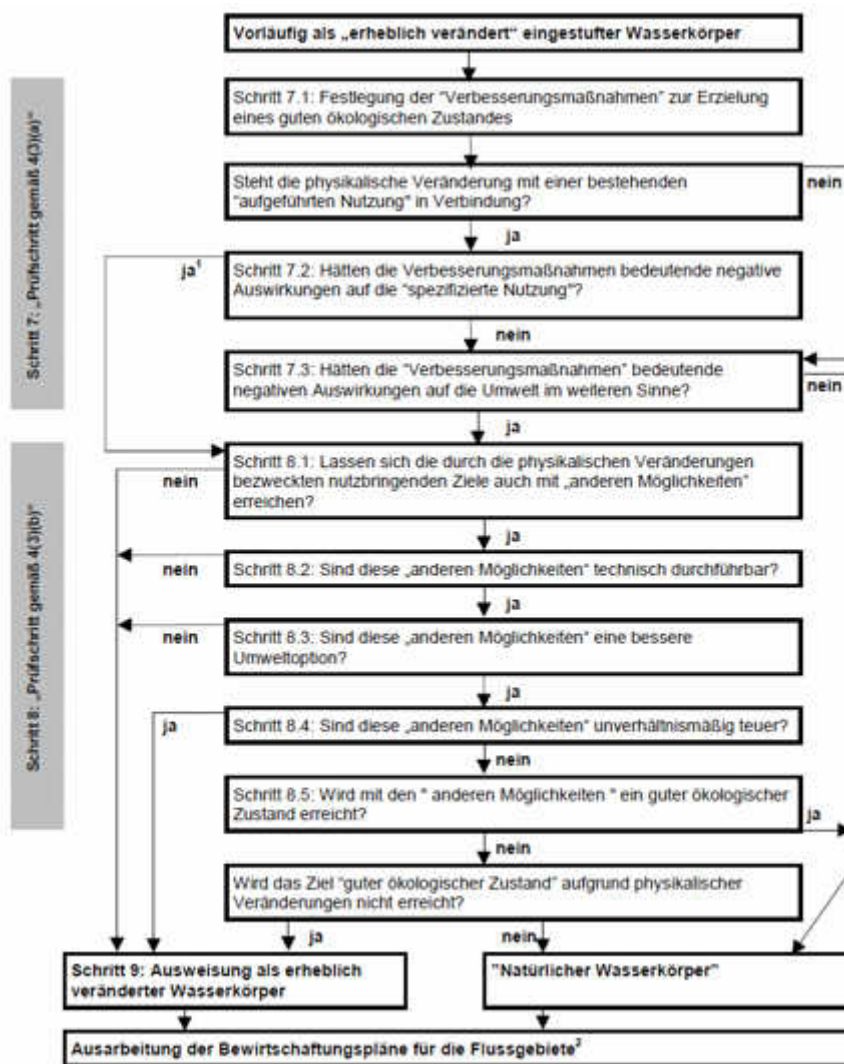 Vorläufig als „erheblich verändert“ eingestufter Wasserkörper
Schritt 7: „Prüfschritt gemäß 4(3)(a)“
Schritt 7.1: Festlegung der "Verbesserungsmaßnahmen" zur Erzielung
eines guten ökologischen Zustandes
Steht die physikalische Veränderung mit einer bestehenden
"aufgeführten Nutzung" in Verbindung?
nein
ja
ja¹
Schritt 7.2: Hätten die Verbesserungsmaßnahmen bedeutende negative
Auswirkungen auf die "spezifizierte Nutzung"?
nein
Schritt 7.3: Hätten die "Verbesserungsmaßnahmen" bedeutende
negativen Auswirkungen auf die Umwelt im weiteren Sinne?
nein
ja
Schritt 8: „Prüfschritt gemäß 4(3)(b)“
Schritt 8.1: Lassen sich die durch die physikalischen Veränderungen
bezweckten nutzbringenden Ziele auch mit „anderen Möglichkeiten“
erreichen?
nein
ja
Schritt 8.2: Sind diese „anderen Möglichkeiten“ technisch durchführbar?
nein
ja
Schritt 8.3: Sind diese „anderen Möglichkeiten“ eine bessere
Umweltoption?
nein
ja
Schritt 8.4: Sind diese „anderen Möglichkeiten“ unverhältnismäßig teuer?
ja
nein
Schritt 8.5: Wird mit den " anderen Möglichkeiten " ein guter ökologischer
Zustand erreicht?
ja
nein
Wird das Ziel "guter ökologischer Zustand" aufgrund physikalischer
Veränderungen nicht erreicht?
ja
nein
Schritt 9: Ausweisung als erheblich
veränderter Wasserkörper
"Natürlicher Wasserkörper"
Ausarbeitung der Bewirtschaftungspläne für die Flussgebiete²